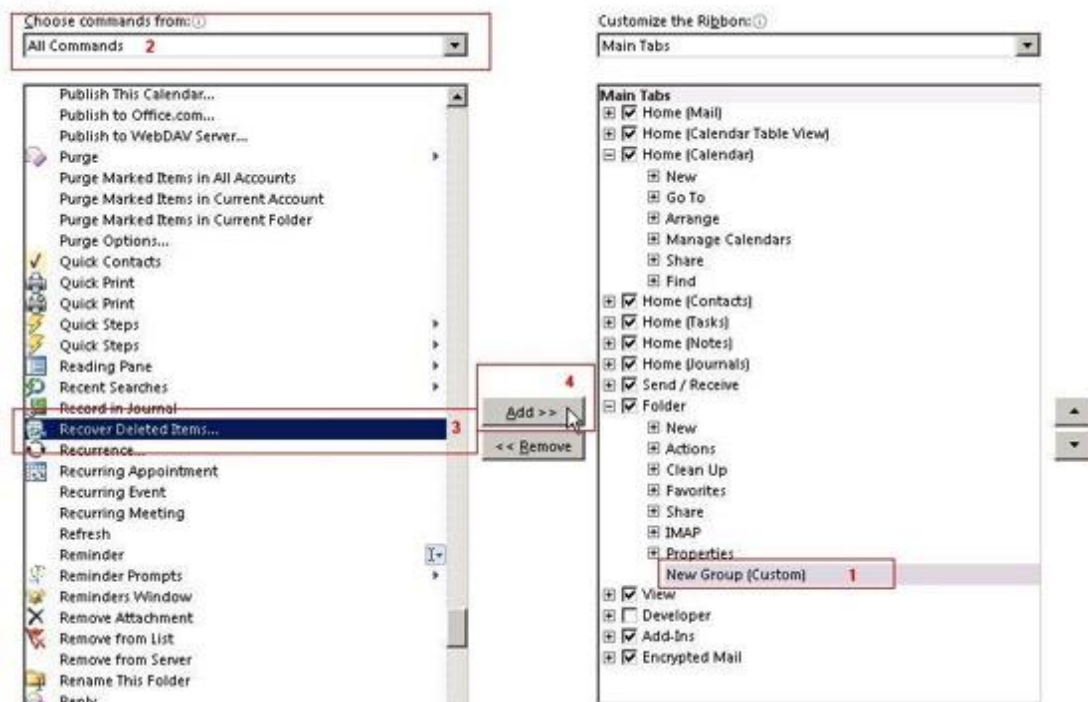 Choose commands from:
All Commands 2
Publish This Calendar...
Publish to Office.com...
Publish to WebDAV Server...
Purge
Purge Marked Items in All Accounts
Purge Marked Items in Current Account
Purge Marked Items in Current Folder
Purge Options...
Quick Contacts
Quick Print
Quick Print
Quick Steps
Quick Steps
Reading Pane
Recent Searches
Record in Journal
Recover Deleted Items... 3
Recurrence...
Recurring Appointment
Recurring Event
Recurring Meeting
Refresh
Reminder
Reminder Prompts
Reminders Window
Remove Attachment
Remove from List
Remove from Server
Rename This Folder
Reply
4
Add >>
<< Remove
Customize the Ribbon:
Main Tabs
Main Tabs
Home (Mail)
Home (Calendar Table View)
Home (Calendar)
New
Go To
Arrange
Manage Calendars
Share
Find
Home (Contacts)
Home (Tasks)
Home (Notes)
Home (Journals)
Send / Receive
Folder
New
Actions
Clean Up
Favorites
Share
IMAP
Properties
New Group (Custom) 1
View
Developer
Add-Ins
Encrypted Mail